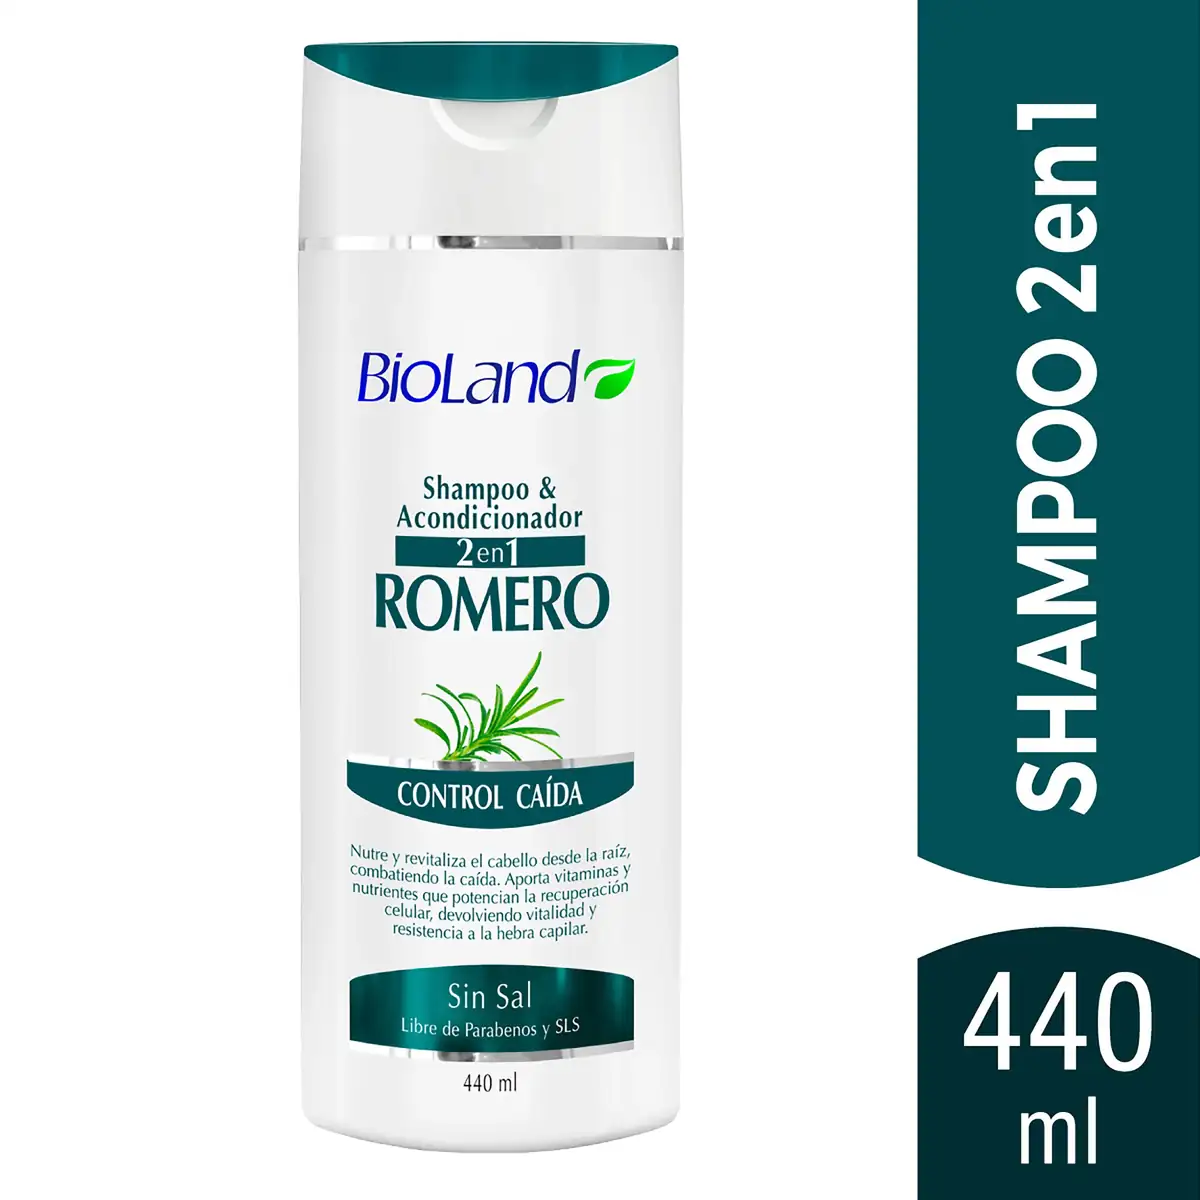 BioLand
Shampoo &
Acondicionador
2en1
ROMERO
CONTROL CAÍDA
Nutre y revitaliza el cabello desde la raíz,
combatiendo la caída. Aporta vitaminas y
nutrientes que potencian la recuperación
celular, devolviendo vitalidad y
resistencia a la hebra capilar.
Sin Sal
Libre de Parabenos y SLS
440 ml
SHAMPOO 2en1
440
ml